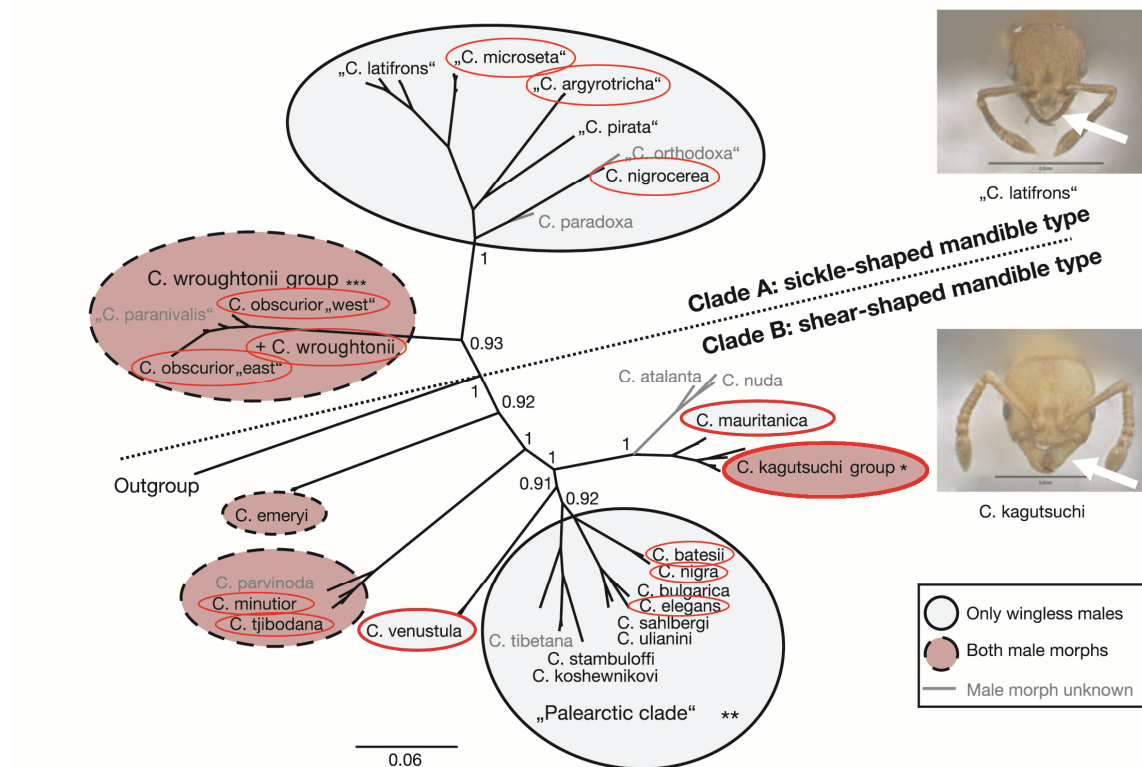 „C. latifrons“
„C. microseta“
„C. argyrotricha“
„C. pirata“
„C. orthodoxa“
C. nigrocerea
C. paradoxa
1
„C. latifrons“
C. wroughtonii group ***
C. obscurior„west“
„C. paranivalis“
+ C. wroughtonii
C. obscurior„east“
0.93
Clade A: sickle-shaped mandible type
Clade B: shear-shaped mandible type
1
0.92
Outgroup
C. atalanta
C. nuda
C. mauritanica
C. kagutsuchi group *
1
1
1
0.91
0.92
C. kagutsuchi
C. emeryi
C. parvinoda
C. minutior
C. tjibodana
C. venustula
C. batesii
C. nigra
C. bulgarica
C. elegans
C. sahlbergi
C. ulianini
C. tibetana
C. stambuloffi
C. koshewnikovi
„Palearctic clade“ **
Only wingless males
Both male morphs
Male morph unknown
0.06